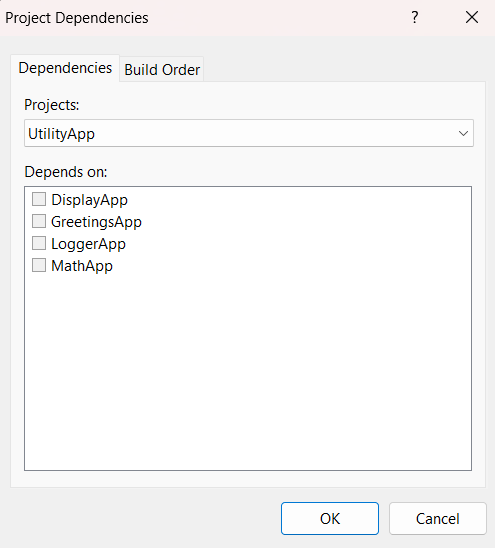 Project Dependencies
?
Dependencies
Build Order
Projects:
UtilityApp
Depends on:
DisplayApp
GreetingsApp
LoggerApp
MathApp
OK
Cancel